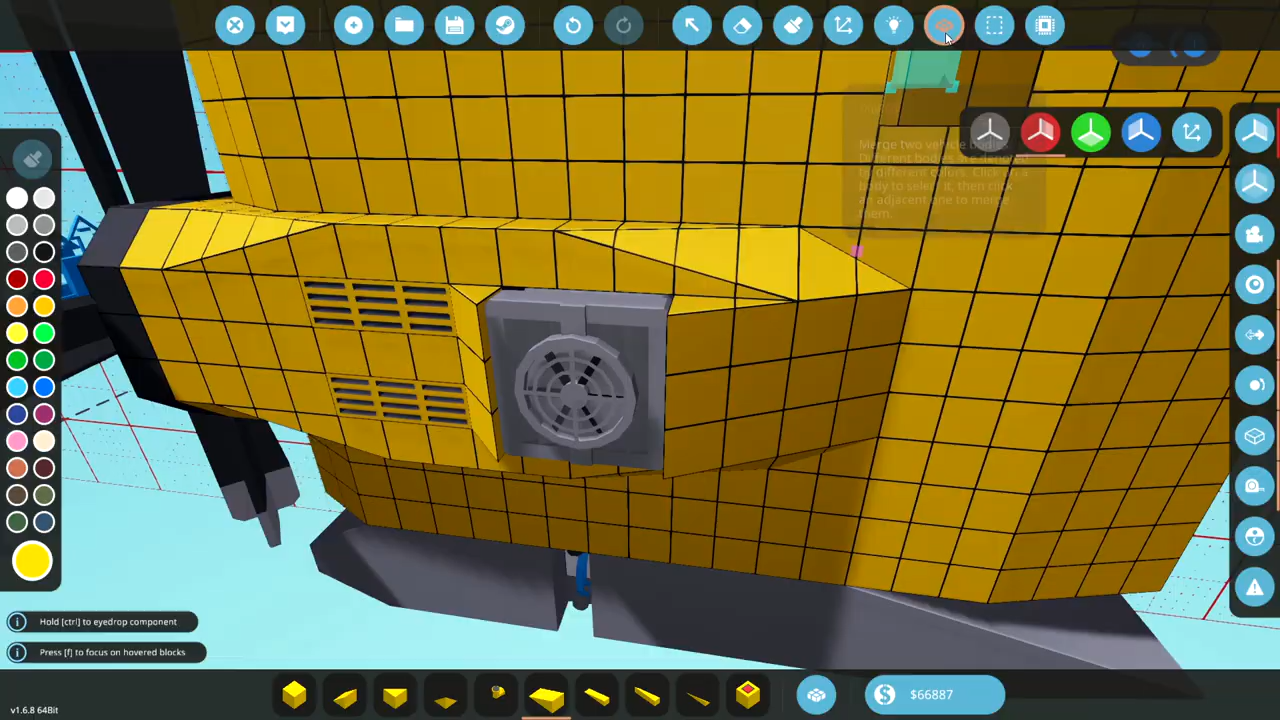 Merge two vehicle bodies.
Different bodies are denoted
by different colors. Click on a
body to select it, then click
an adjacent one to merge
them.
Hold [ctrl] to eyedrop component
Press [f] to focus on hovered blocks
v1.6.8 64Bit
$66887